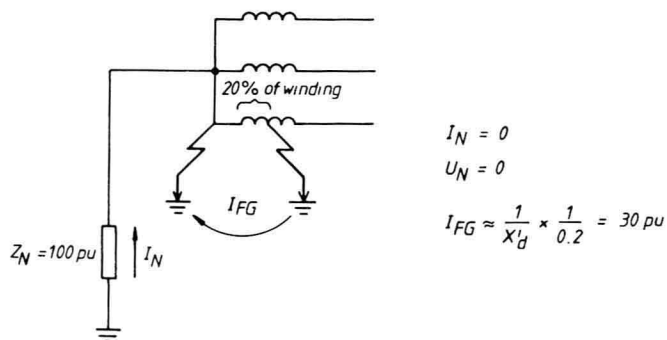 20% of winding
I_FG
Z_N = 100 pu
I_N
I_N = 0
U_N = 0
I_FG ≈ 1/X'_d × 1/0.2 = 30 pu